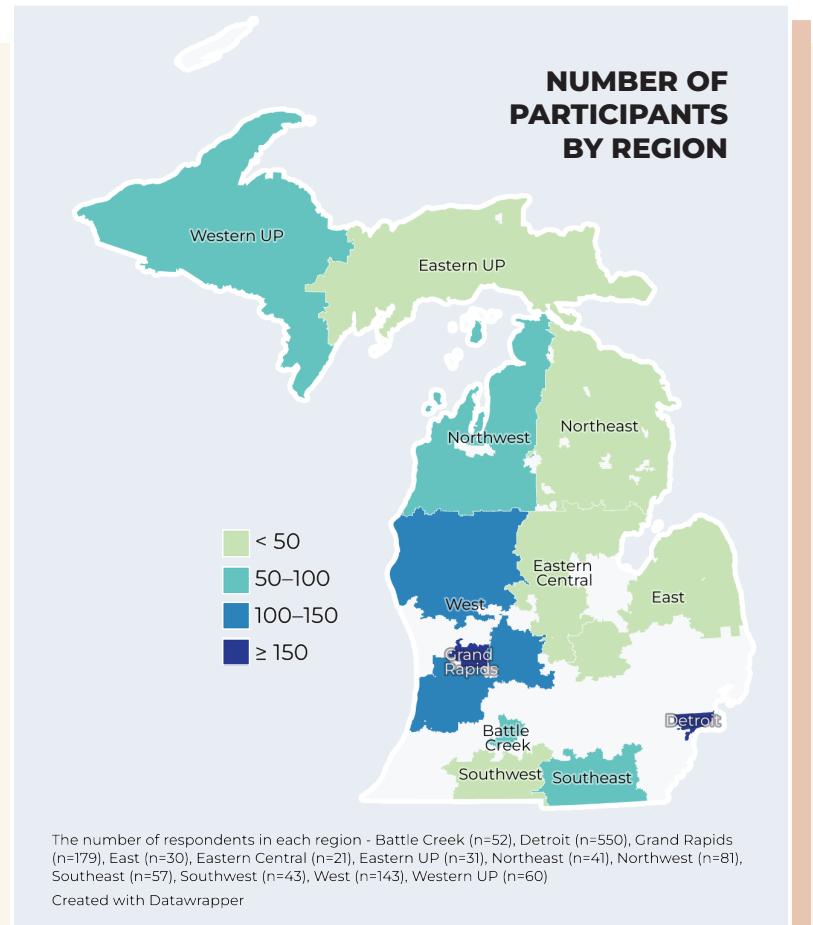 NUMBER OF
PARTICIPANTS
BY REGION
Western UP
Eastern UP
Northwest
Northeast
< 50
50–100
100–150
≥ 150
Eastern
Central
East
West
Grand
Rapids
Detroit
Battle
Creek
Southwest
Southeast
The number of respondents in each region - Battle Creek (n=52), Detroit (n=550), Grand Rapids
(n=179), East (n=30), Eastern Central (n=21), Eastern UP (n=31), Northeast (n=41), Northwest (n=81),
Southeast (n=57), Southwest (n=43), West (n=143), Western UP (n=60)
Created with Datawrapper